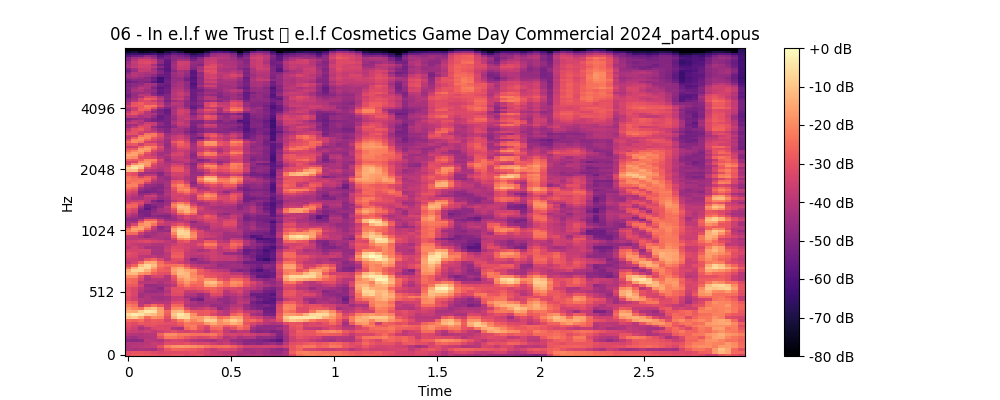 06 - In e.l.f we Trust ▯ e.l.f Cosmetics Game Day Commercial 2024_part4.opus
Hz
4096
2048
1024
512
0
0 0.5 1 1.5 2 2.5
Time
+0 dB
-10 dB
-20 dB
-30 dB
-40 dB
-50 dB
-60 dB
-70 dB
-80 dB